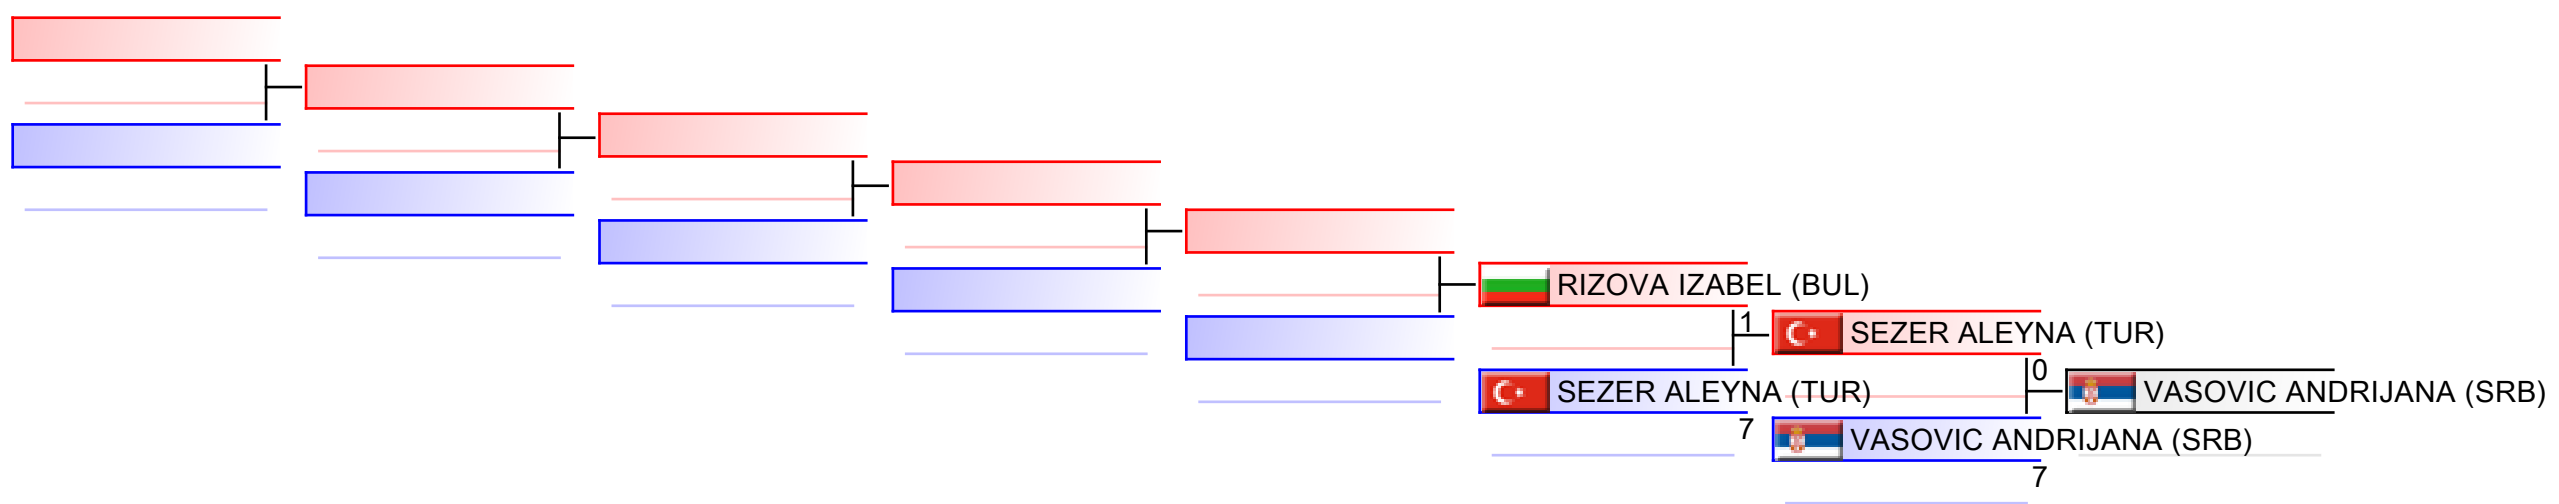 RIZOVA IZABEL (BUL)
1
SEZER ALEYNA (TUR)
0
SEZER ALEYNA (TUR)
VASOVIC ANDRIJANA (SRB)
7
VASOVIC ANDRIJANA (SRB)
7